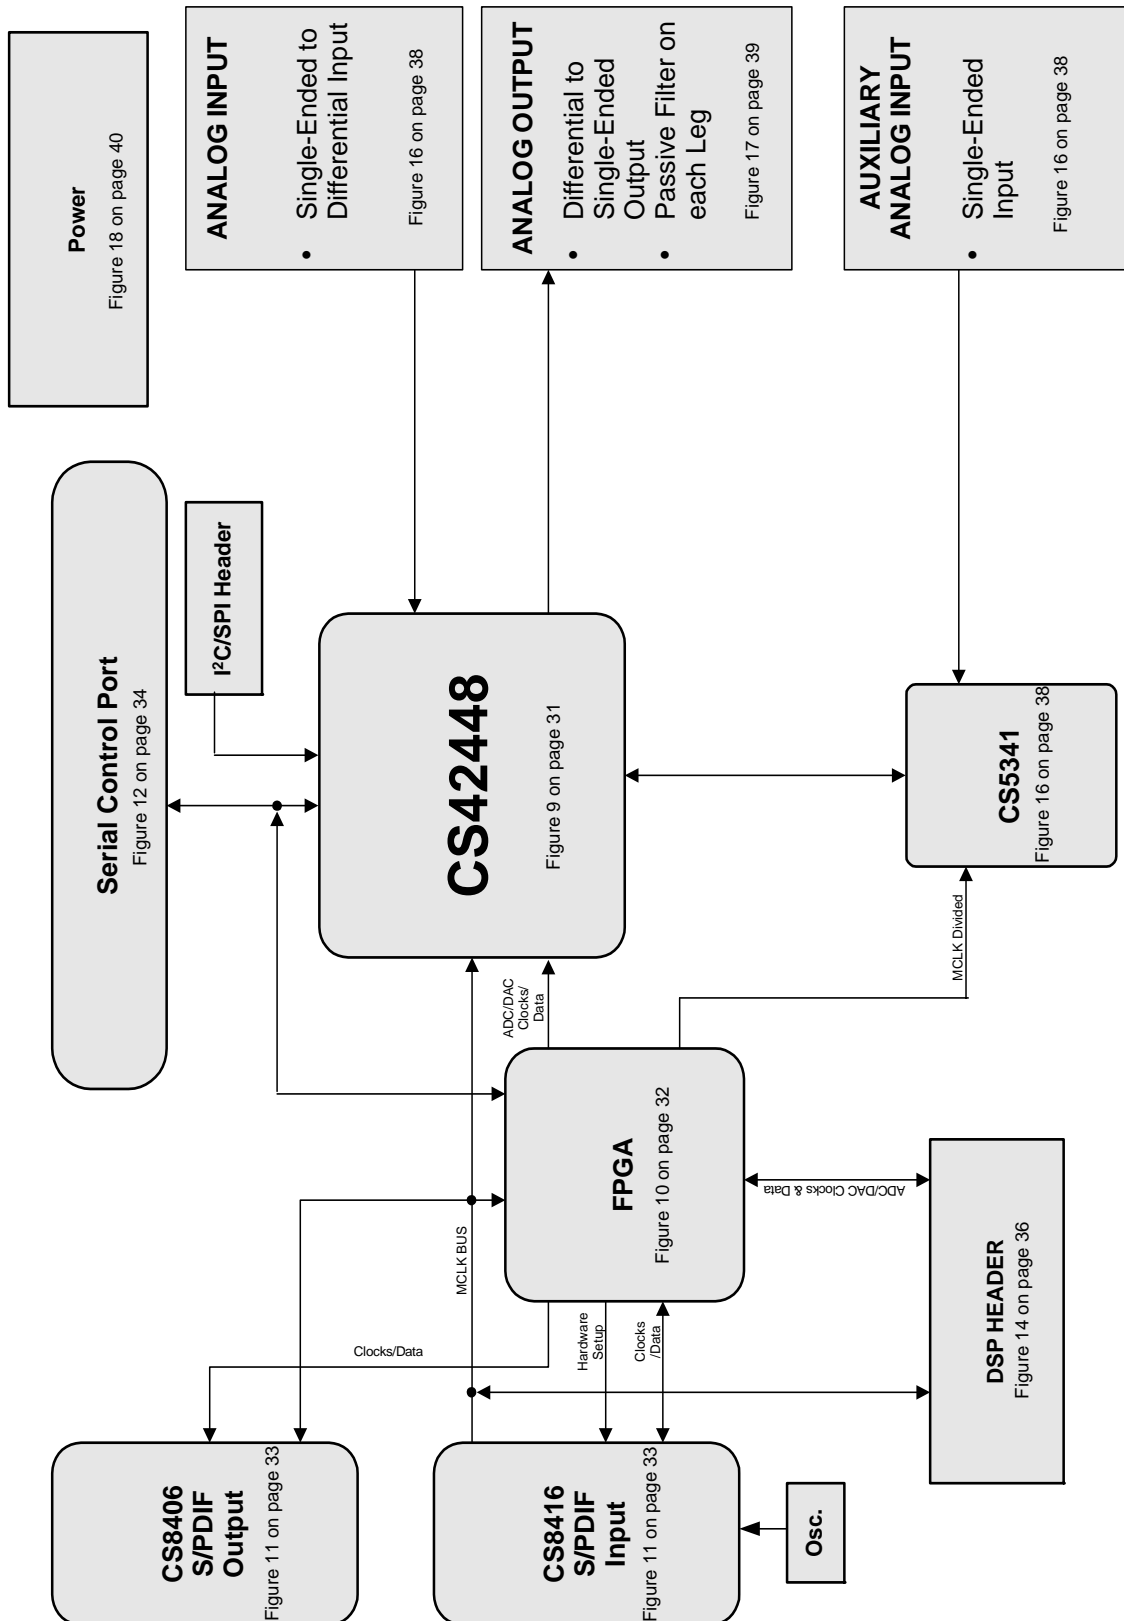 Power
Figure 18 on page 40
ANALOG INPUT
• Single-Ended to
Differential Input
Figure 16 on page 38
ANALOG OUTPUT
• Differential to
Single-Ended
Output
• Passive Filter on
each Leg
Figure 17 on page 39
AUXILIARY
ANALOG INPUT
• Single-Ended
Input
Figure 16 on page 38
Serial Control Port
Figure 12 on page 34
I²C/SPI Header
CS42448
Figure 9 on page 31
CS5341
Figure 16 on page 38
MCLK Divided
ADC/DAC
Clocks/
Data
FPGA
Figure 10 on page 32
MCLK BUS
ADC/DAC Clocks & Data
DSP HEADER
Figure 14 on page 36
Clocks/Data
Hardware
Setup
Clocks
/Data
CS8406
S/PDIF
Output
Figure 11 on page 33
CS8416
S/PDIF
Input
Figure 11 on page 33
Osc.